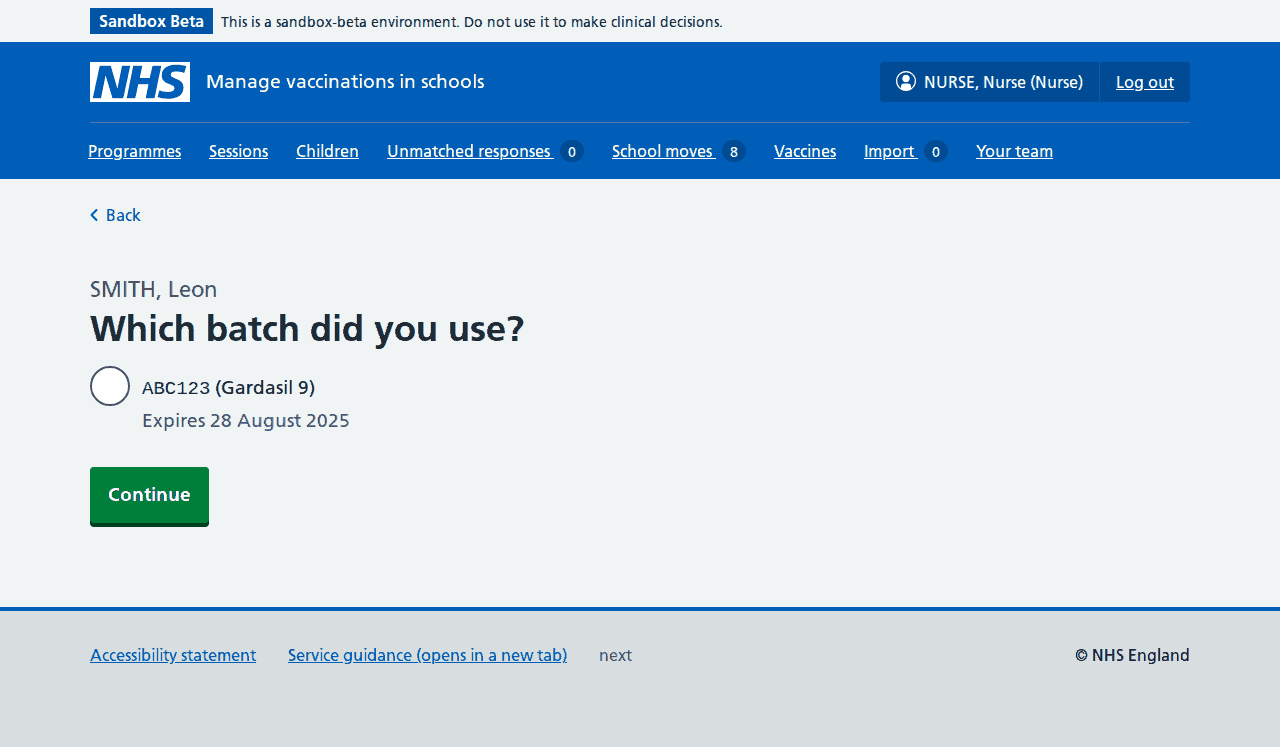 Sandbox Beta This is a sandbox-beta environment. Do not use it to make clinical decisions.
NHS Manage vaccinations in schools NURSE, Nurse (Nurse) Log out
Programmes Sessions Children Unmatched responses 0 School moves 8 Vaccines Import 0 Your team
Back
SMITH, Leon
Which batch did you use?
ABC123 (Gardasil 9)
Expires 28 August 2025
Continue
Accessibility statement Service guidance (opens in a new tab) next © NHS England